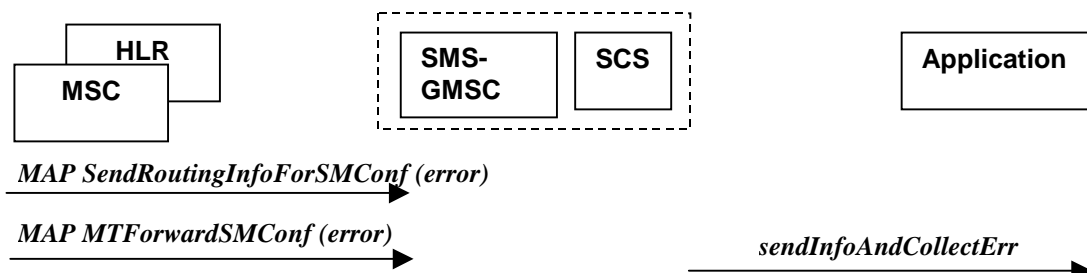 HLR
MSC
SMS-
GMSC
SCS
Application
MAP SendRoutingInfoForSMConf (error)
MAP MTForwardSMConf (error)
sendInfoAndCollectErr